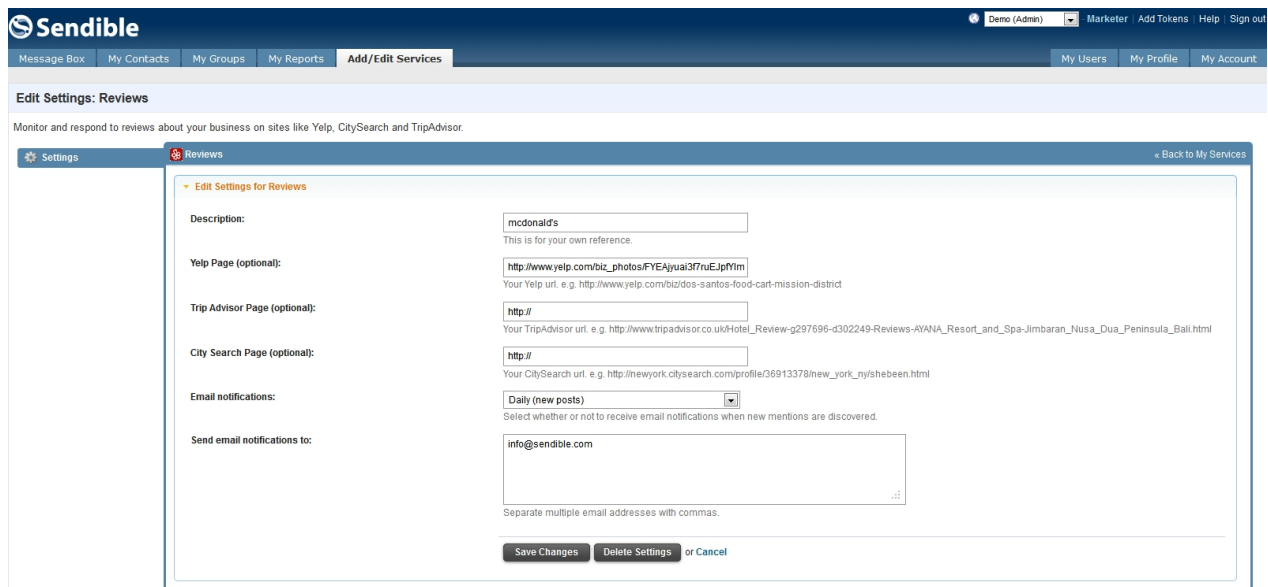 Sendible
Demo (Admin) - Marketer | Add Tokens | Help | Sign out
Message Box My Contacts My Groups My Reports Add/Edit Services My Users My Profile My Account
Edit Settings: Reviews
Monitor and respond to reviews about your business on sites like Yelp, CitySearch and TripAdvisor.
Settings
Reviews « Back to My Services
Edit Settings for Reviews
Description: mcdonald's
This is for your own reference.
Yelp Page (optional): http://www.yelp.com/biz_photos/FYEAjyuai3f7ruEJpfYlm
Your Yelp url. e.g. http://www.yelp.com/biz/dos-santos-food-cart-mission-district
Trip Advisor Page (optional): http://
Your TripAdvisor url. e.g. http://www.tripadvisor.co.uk/Hotel_Review-g297696-d302249-Reviews-AYANA_Resort_and_Spa-Jimbaran_Nusa_Dua_Peninsula_Bali.html
City Search Page (optional): http://
Your CitySearch url. e.g. http://newyork.citysearch.com/profile/36913378/new_york_ny/shebeen.html
Email notifications: Daily (new posts)
Select whether or not to receive email notifications when new mentions are discovered.
Send email notifications to: info@sendible.com
Separate multiple email addresses with commas.
Save Changes Delete Settings or Cancel